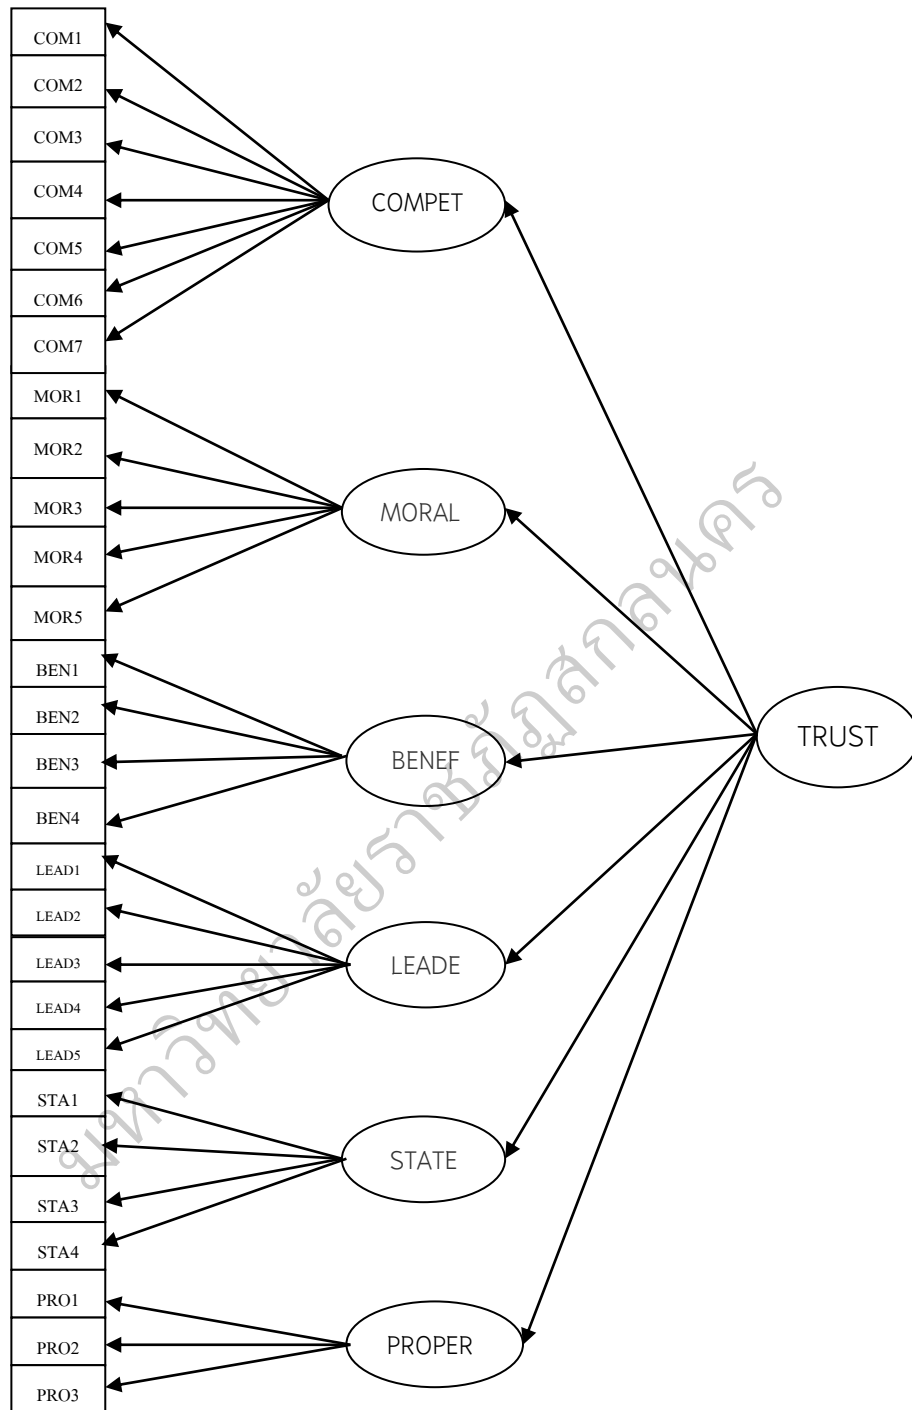 COM1
COM2
COM3
COM4
COM5
COM6
COM7
MOR1
MOR2
MOR3
MOR4
MOR5
BEN1
BEN2
BEN3
BEN4
LEAD1
LEAD2
LEAD3
LEAD4
LEAD5
STA1
STA2
STA3
STA4
PRO1
PRO2
PRO3
COMPET
MORAL
BENEF
LEADE
STATE
PROPER
TRUST
มหาวิทยาลัยราชภัฏสกลนคร